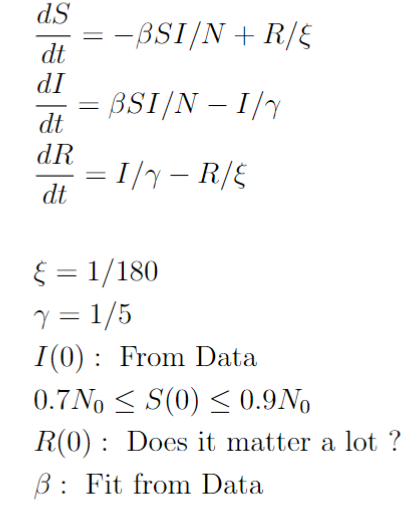 dS/dt = −βSI/N + R/ξ
dI/dt = βSI/N − I/γ
dR/dt = I/γ − R/ξ
ξ = 1/180
γ = 1/5
I(0) : From Data
0.7N₀ ≤ S(0) ≤ 0.9N₀
R(0) : Does it matter a lot ?
β : Fit from Data